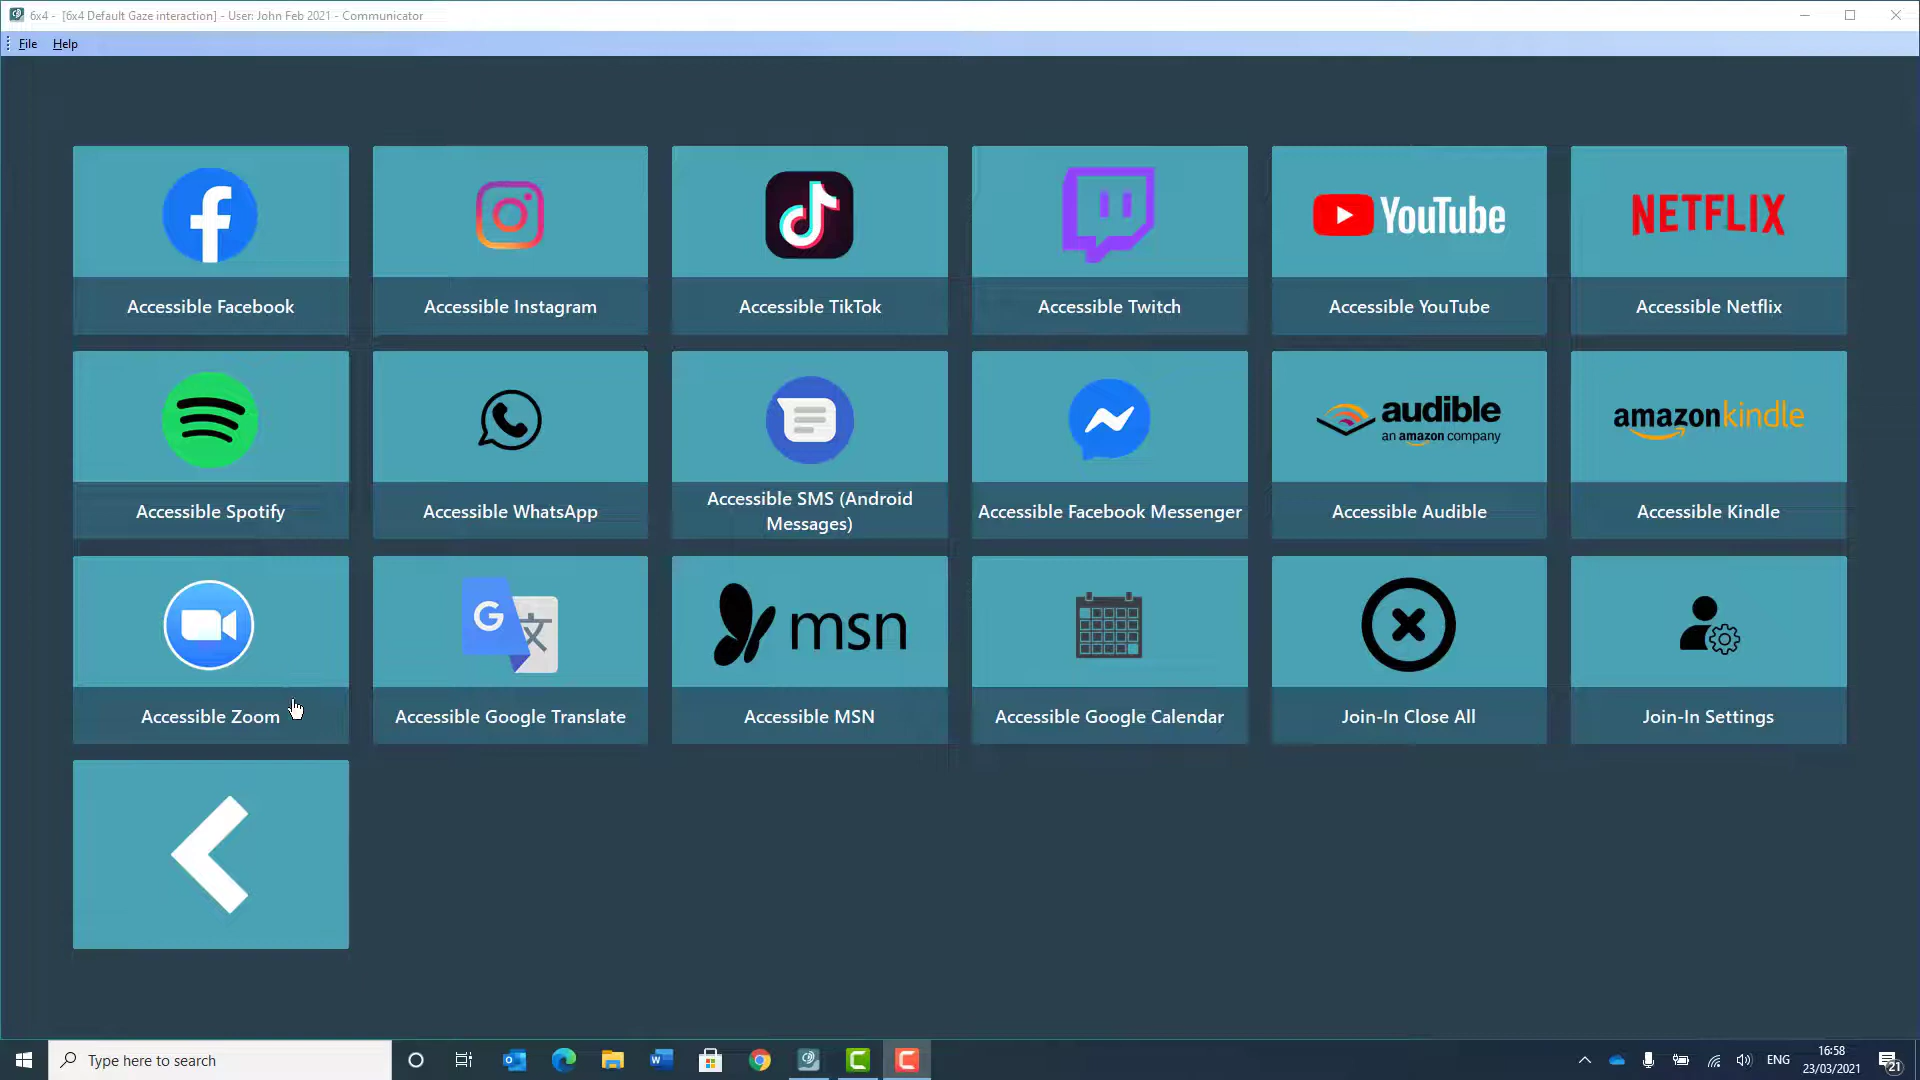 6x4 - [6x4 Default Gaze interaction] - User: John Feb 2021 - Communicator
File Help
YouTube
NETFLIX
Accessible Facebook
Accessible Instagram
Accessible TikTok
Accessible Twitch
Accessible YouTube
Accessible Netflix
audible
an amazon company
amazonkindle
Accessible Spotify
Accessible WhatsApp
Accessible SMS (Android
Messages)
Accessible Facebook Messenger
Accessible Audible
Accessible Kindle
G 文
msn
Accessible Zoom
Accessible Google Translate
Accessible MSN
Accessible Google Calendar
Join-In Close All
Join-In Settings
Type here to search
ENG
16:58
23/03/2021
21